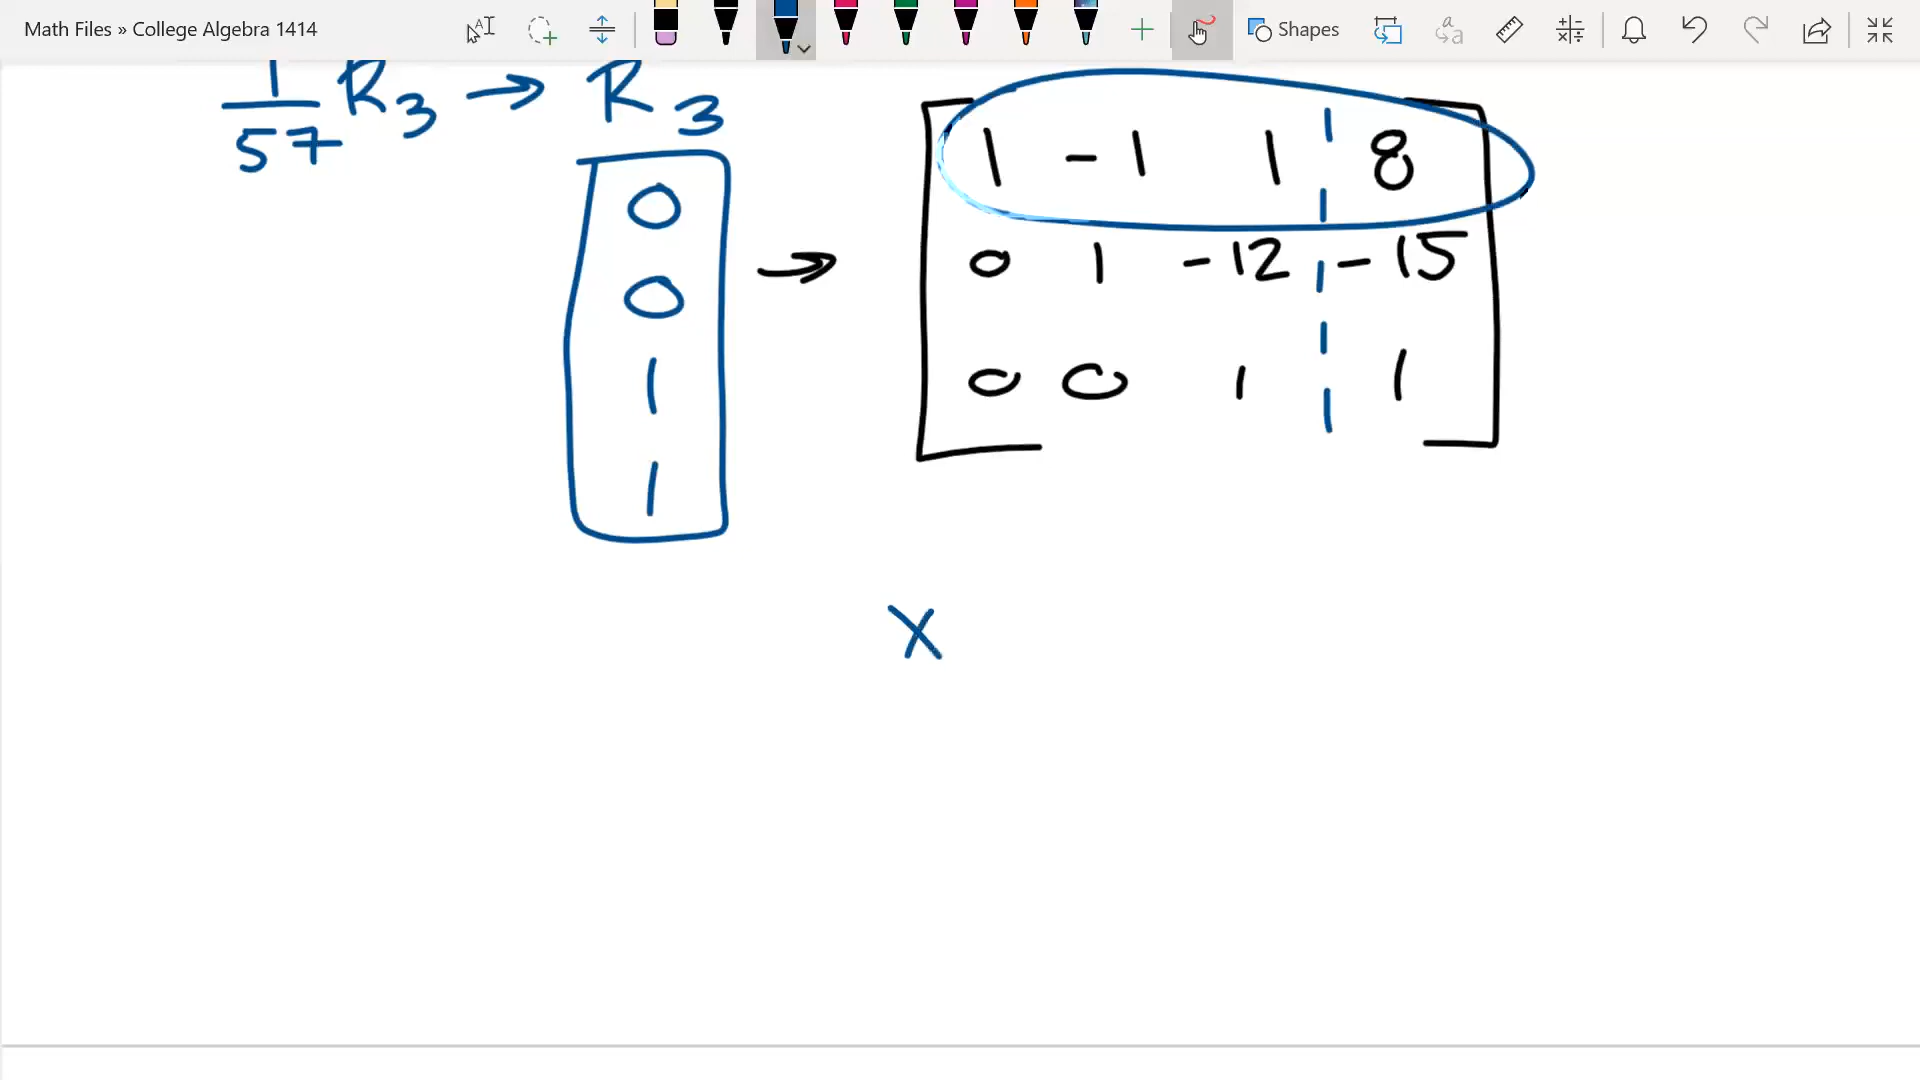 Math Files » College Algebra 1414
Shapes
1/57 R3 → R3
0
0
1
1
→
1 -1 1 | 8
0 1 -12 | -15
0 0 1 | 1
X